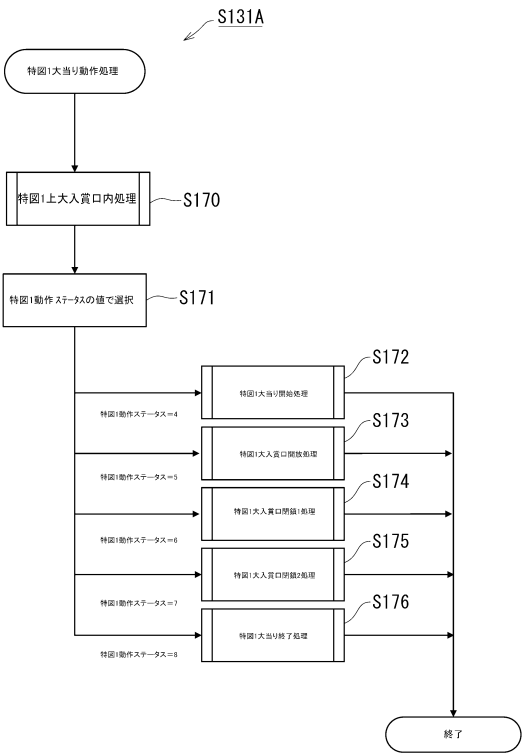 S131A
特図1大当り動作処理
特図1上大入賞口内処理
S170
特図1動作ステータスの値で選択
S171
S172
特図1大当り開始処理
特図1動作ステータス=4
S173
特図1大入賞口開放処理
特図1動作ステータス=5
S174
特図1大入賞口閉鎖1処理
特図1動作ステータス=6
S175
特図1大入賞口閉鎖2処理
特図1動作ステータス=7
S176
特図1大当り終了処理
特図1動作ステータス=8
終了